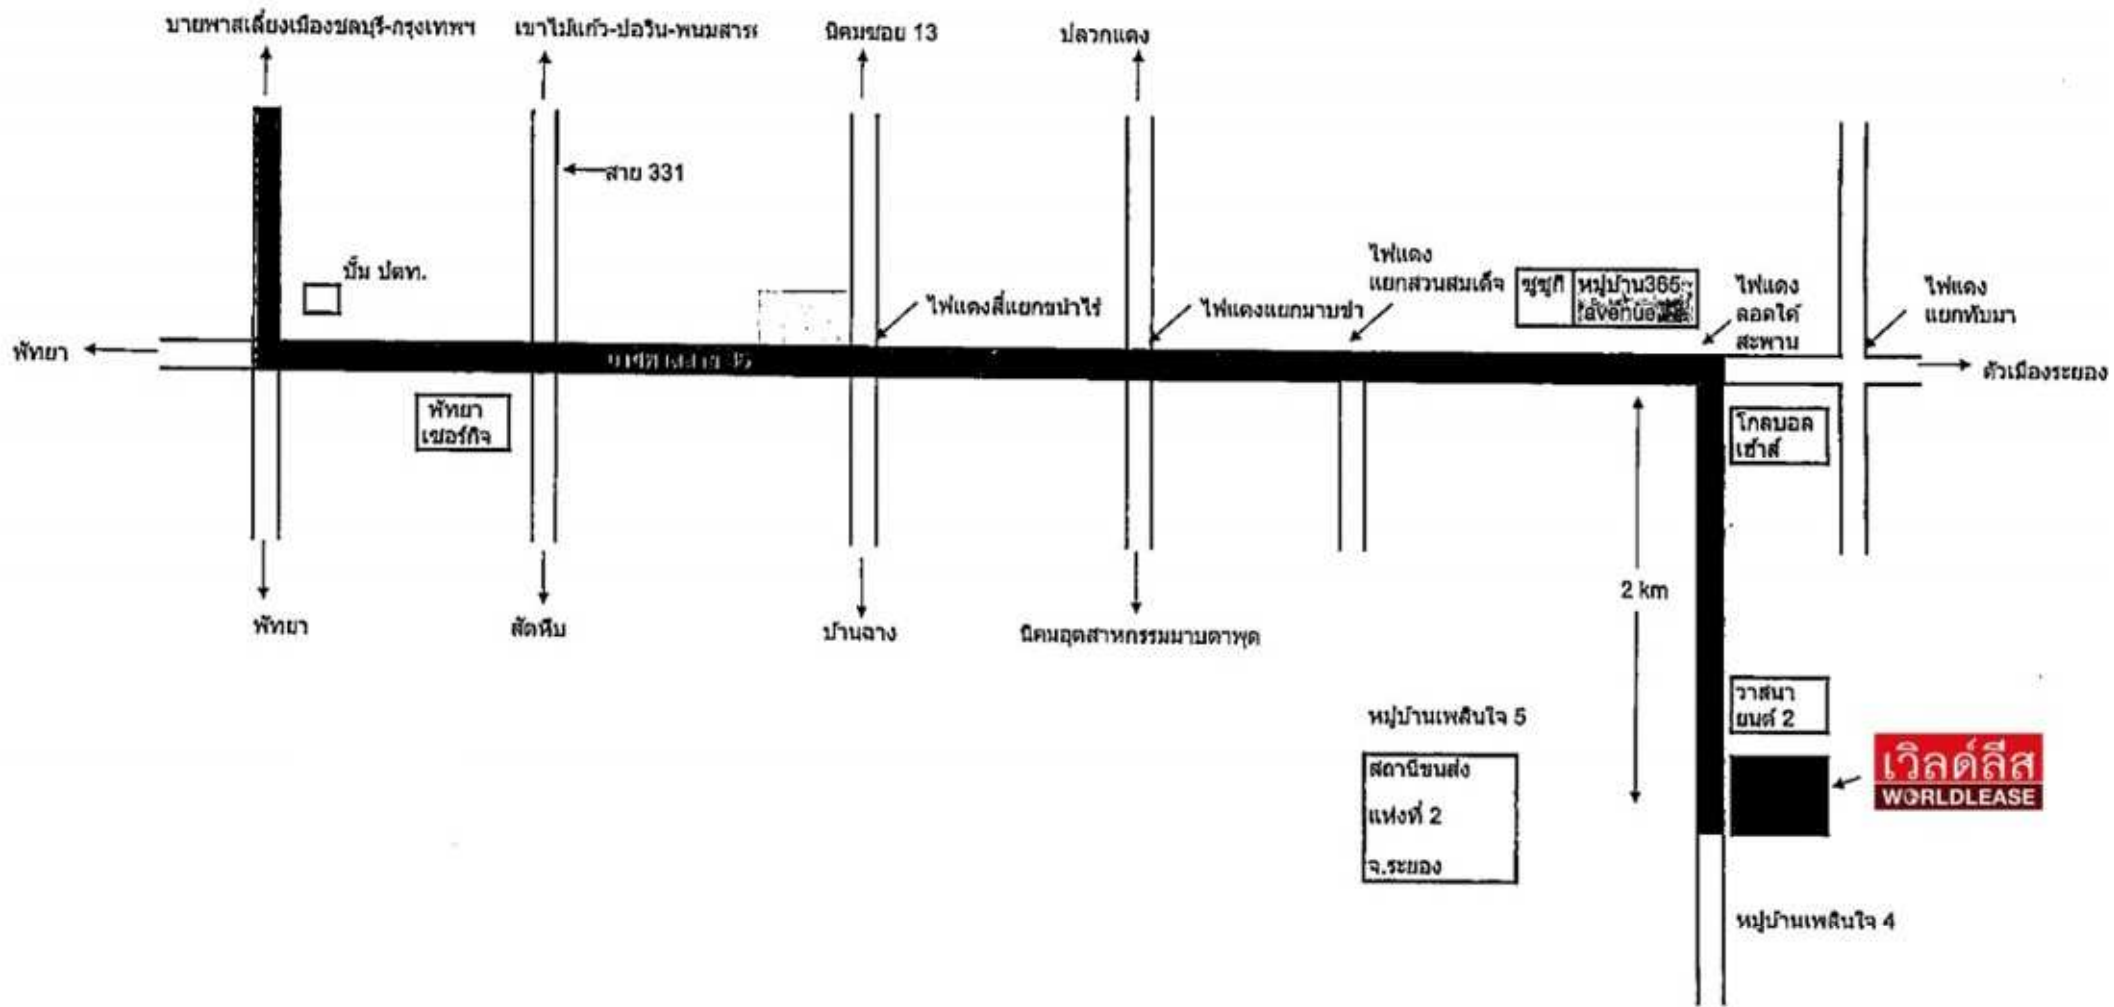 บายพาสเลี่ยงเมืองชลบุรี-กรุงเทพฯ
เขาไม้แก้ว-ปอวิน-พนมสาร
นิคมซอย 13
ปลวกแดง
สาย 331
ปั๊ม ปตท.
ไฟแดงสี่แยกขนำไร่
ไฟแดงแยกมาบข่า
ไฟแดง
แยกสวนสมเด็จ
ซูซูกิ
หมู่บ้าน365
avenue
ไฟแดง
ลอดใต้
สะพาน
ไฟแดง
แยกทับมา
พัทยา
ตัวเมืองระยอง
พัทยา
เซอร์กิจ
โกลบอล
เฮ้าส์
2 km
พัทยา
สัตหีบ
บ้านฉาง
นิคมอุตสาหกรรมมาบตาพุด
หมู่บ้านเพลินใจ 5
สถานีขนส่ง
แห่งที่ 2
จ.ระยอง
วาสนา
ยนต์ 2
เวิลด์ลีส
WORLDLEASE
หมู่บ้านเพลินใจ 4